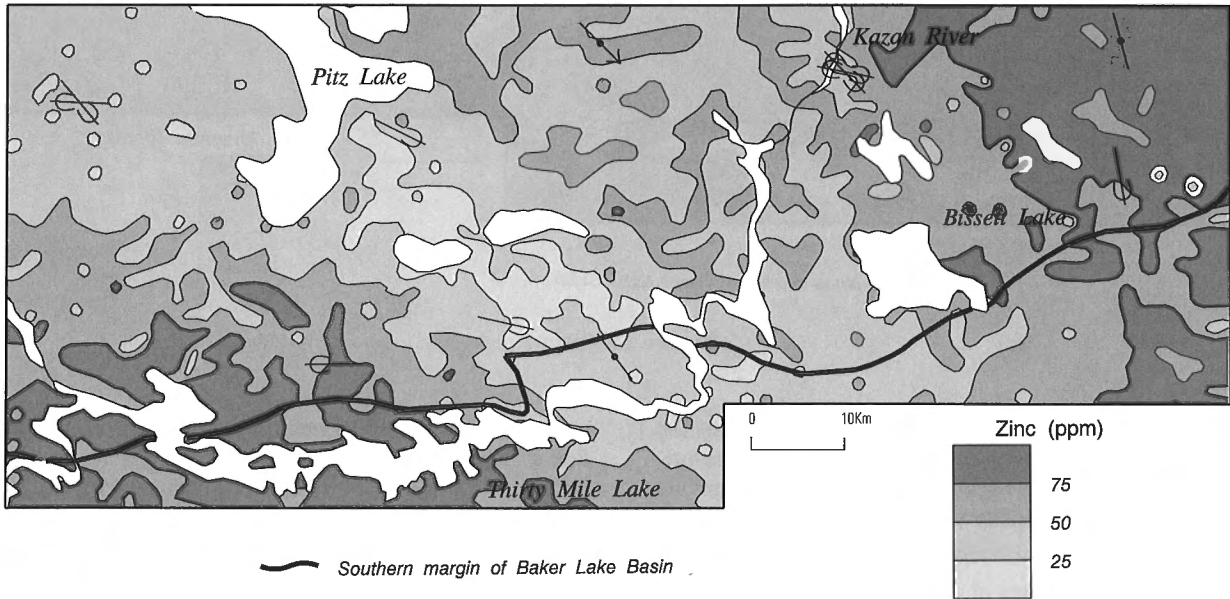 Kazan River
Pitz Lake
Bissett Lake
Thirty Mile Lake
0 10Km
Zinc (ppm)
75
50
25
Southern margin of Baker Lake Basin